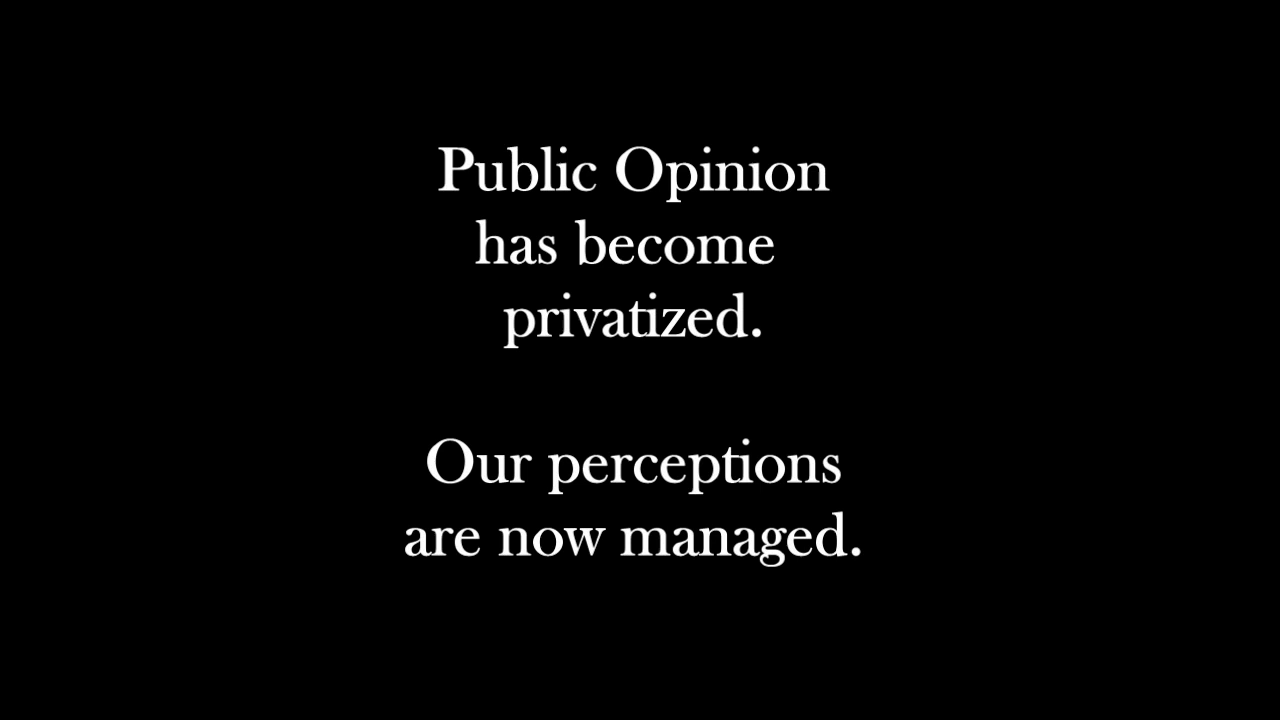 Public Opinion
has become
privatized.
Our perceptions
are now managed.